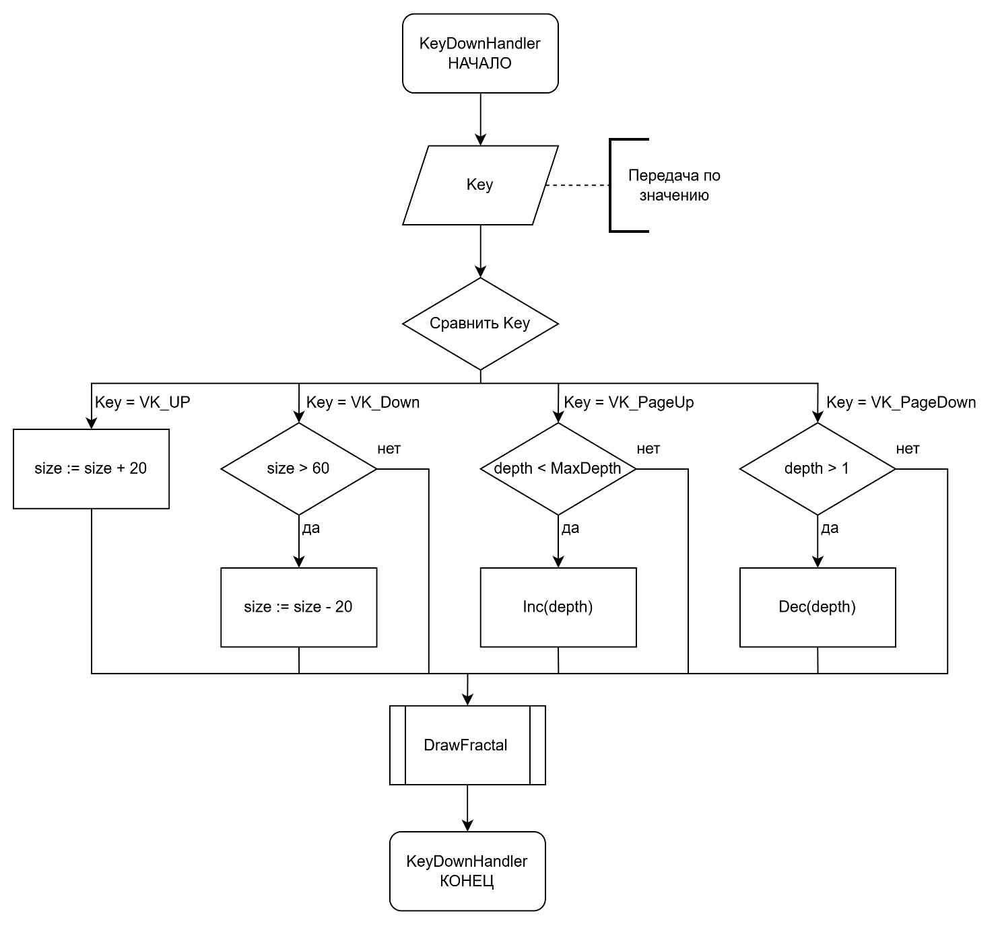 KeyDownHandler
НАЧАЛО
Key
Передача по
значению
Сравнить Key
Key = VK_UP
Key = VK_Down
Key = VK_PageUp
Key = VK_PageDown
size := size + 20
size > 60
нет
depth < MaxDepth
нет
depth > 1
нет
да
да
да
size := size - 20
Inc(depth)
Dec(depth)
DrawFractal
KeyDownHandler
КОНЕЦ